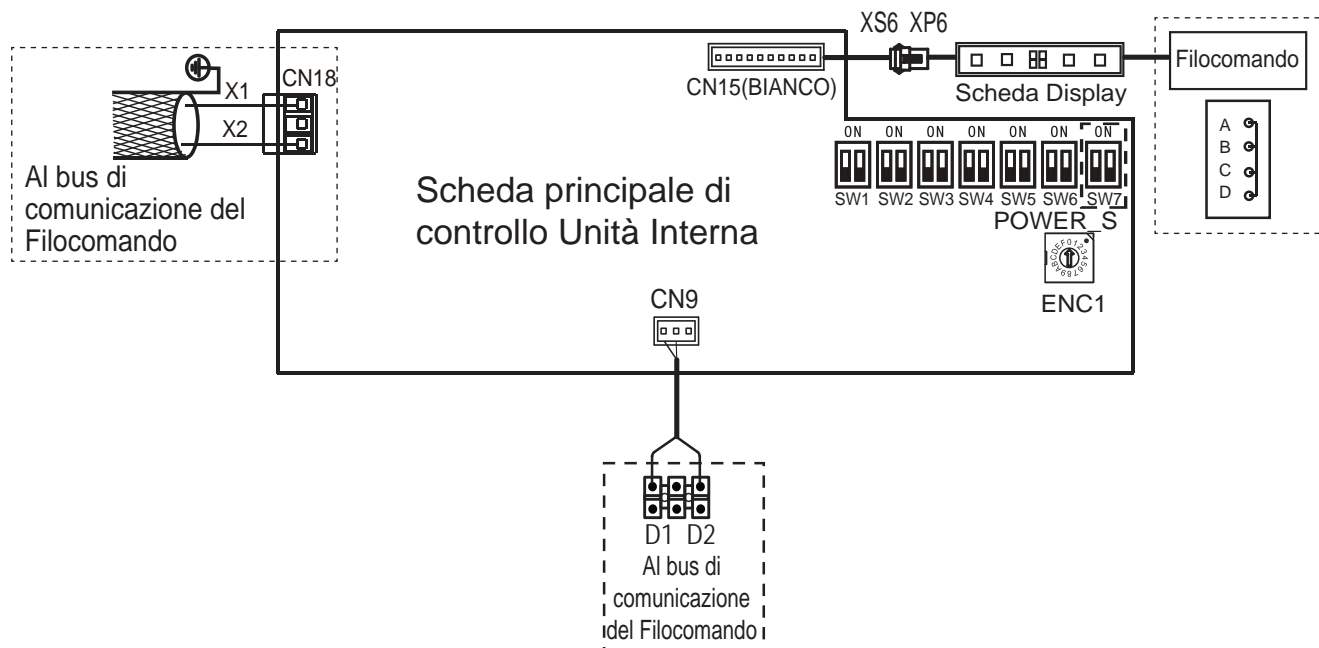 XS6 XP6
CN18
X1
X2
Al bus di
comunicazione del
Filocomando
CN15(BIANCO)
Scheda Display
Filocomando
A
B
C
D
ON ON ON ON ON ON ON
SW1 SW2 SW3 SW4 SW5 SW6 SW7
POWER_S
Scheda principale di
controllo Unità Interna
0123456789ABCDEF
ENC1
CN9
D1 D2
Al bus di
comunicazione
del Filocomando